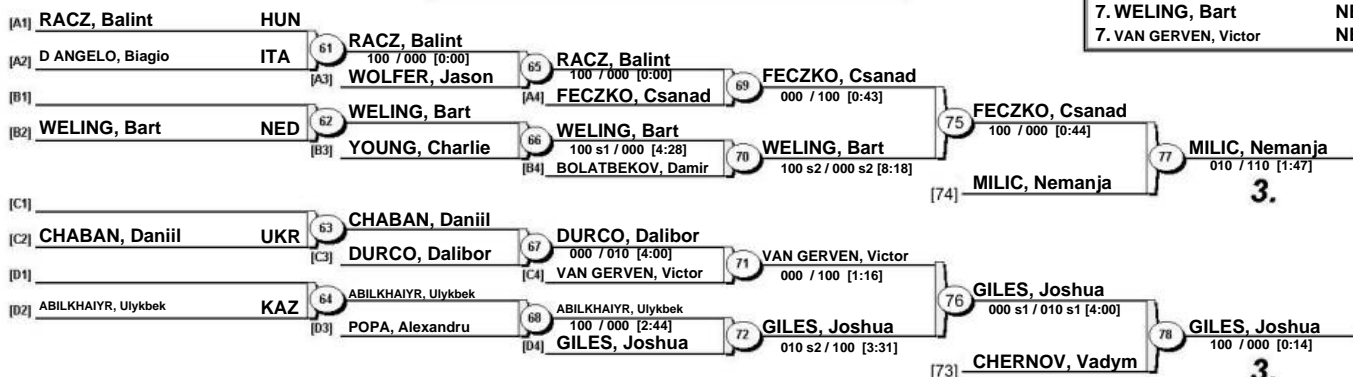 7. WELING, Bart
7. VAN GERVEN, Victor
[A1] RACZ, Balint HUN
[A2] D ANGELO, Biagio ITA
61 RACZ, Balint
100 / 000 [0:00]
[A3] WOLFER, Jason
65 RACZ, Balint
100 / 000 [0:00]
[A4] FECZKO, Csanad
69 FECZKO, Csanad
000 / 100 [0:43]
[B1]
[B2] WELING, Bart NED
62 WELING, Bart
[B3] YOUNG, Charlie
66 WELING, Bart
100 s1 / 000 [4:28]
[B4] BOLATBEKOV, Damir
70 WELING, Bart
100 s2 / 000 s2 [8:18]
75 FECZKO, Csanad
100 / 000 [0:44]
[74] MILIC, Nemanja
77 MILIC, Nemanja
010 / 110 [1:47]
3.
[C1]
[C2] CHABAN, Daniil UKR
63 CHABAN, Daniil
[C3] DURCO, Dalibor
67 DURCO, Dalibor
000 / 010 [4:00]
[C4] VAN GERVEN, Victor
71 VAN GERVEN, Victor
000 / 100 [1:16]
[D1]
[D2] ABILKHAIYR, Ulykbek KAZ
64 ABILKHAIYR, Ulykbek
[D3] POPA, Alexandru
68 ABILKHAIYR, Ulykbek
100 / 000 [2:44]
[D4] GILES, Joshua
72 GILES, Joshua
010 s2 / 100 [3:31]
76 GILES, Joshua
000 s1 / 010 s1 [4:00]
[73] CHERNOV, Vadym
78 GILES, Joshua
100 / 000 [0:14]
3.